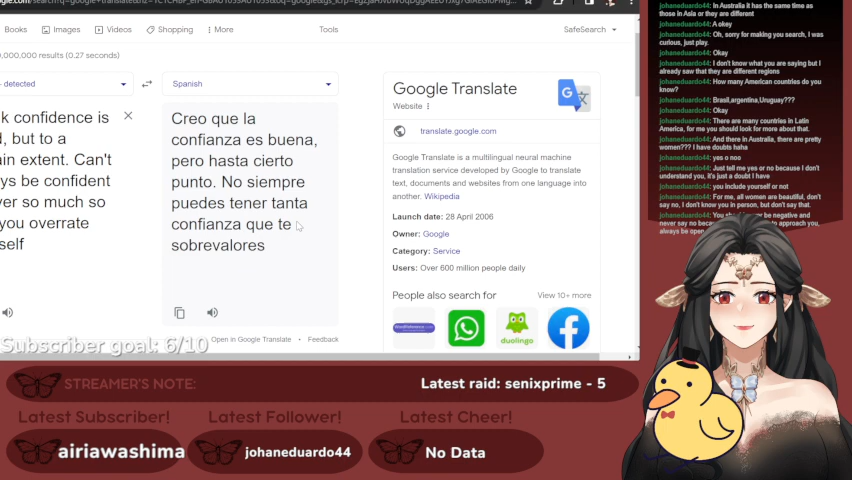 Books Images Videos Shopping More Tools SafeSearch
0,000,000 results (0.27 seconds)
- detected
Spanish
k confidence is
d, but to a
ain extent. Can't
ys be confident
ver so much so
you overrate
self
Creo que la
confianza es buena,
pero hasta cierto
punto. No siempre
puedes tener tanta
confianza que te
sobrevalores
Open in Google Translate • Feedback
Google Translate
Website
translate.google.com
Google Translate is a multilingual neural machine
translation service developed by Google to translate
text, documents and websites from one language into
another. Wikipedia
Launch date: 28 April 2006
Owner: Google
Category: Service
Users: Over 600 million people daily
People also search for
View 10+ more
WordReference.com
duolingo
johaneduardo44: In Australia it has the same time as
those in Asia or they are different
johaneduardo44: A okey
johaneduardo44: Oh, sorry for making you search, I was
curious, just play.
johaneduardo44: Okay
johaneduardo44: I don't know what you are saying but I
already saw that they are different regions
johaneduardo44: How many American countries do you
know?
johaneduardo44: Brasil,argentina,Uruguay???
johaneduardo44: Okay
johaneduardo44: There are many countries in Latin
America, for me you should look for more about that.
johaneduardo44: And there in Australia, there are pretty
women??? I have doubts haha
johaneduardo44: yes o noo
johaneduardo44: Just tell me yes or no because I don't
understand you, it's just a doubt I have
johaneduardo44: you include yourself or not
johaneduardo44: For me, all women are beautiful, don't
say no, I don't know you in person, but don't say that.
johaneduardo44: be negative and
never say no to approach you,
always be open
Subscriber goal: 6/10
STREAMER'S NOTE:
Latest raid: senixprime - 5
Latest Subscriber!
Latest Follower!
Latest Cheer!
airiawashima
johaneduardo44
No Data